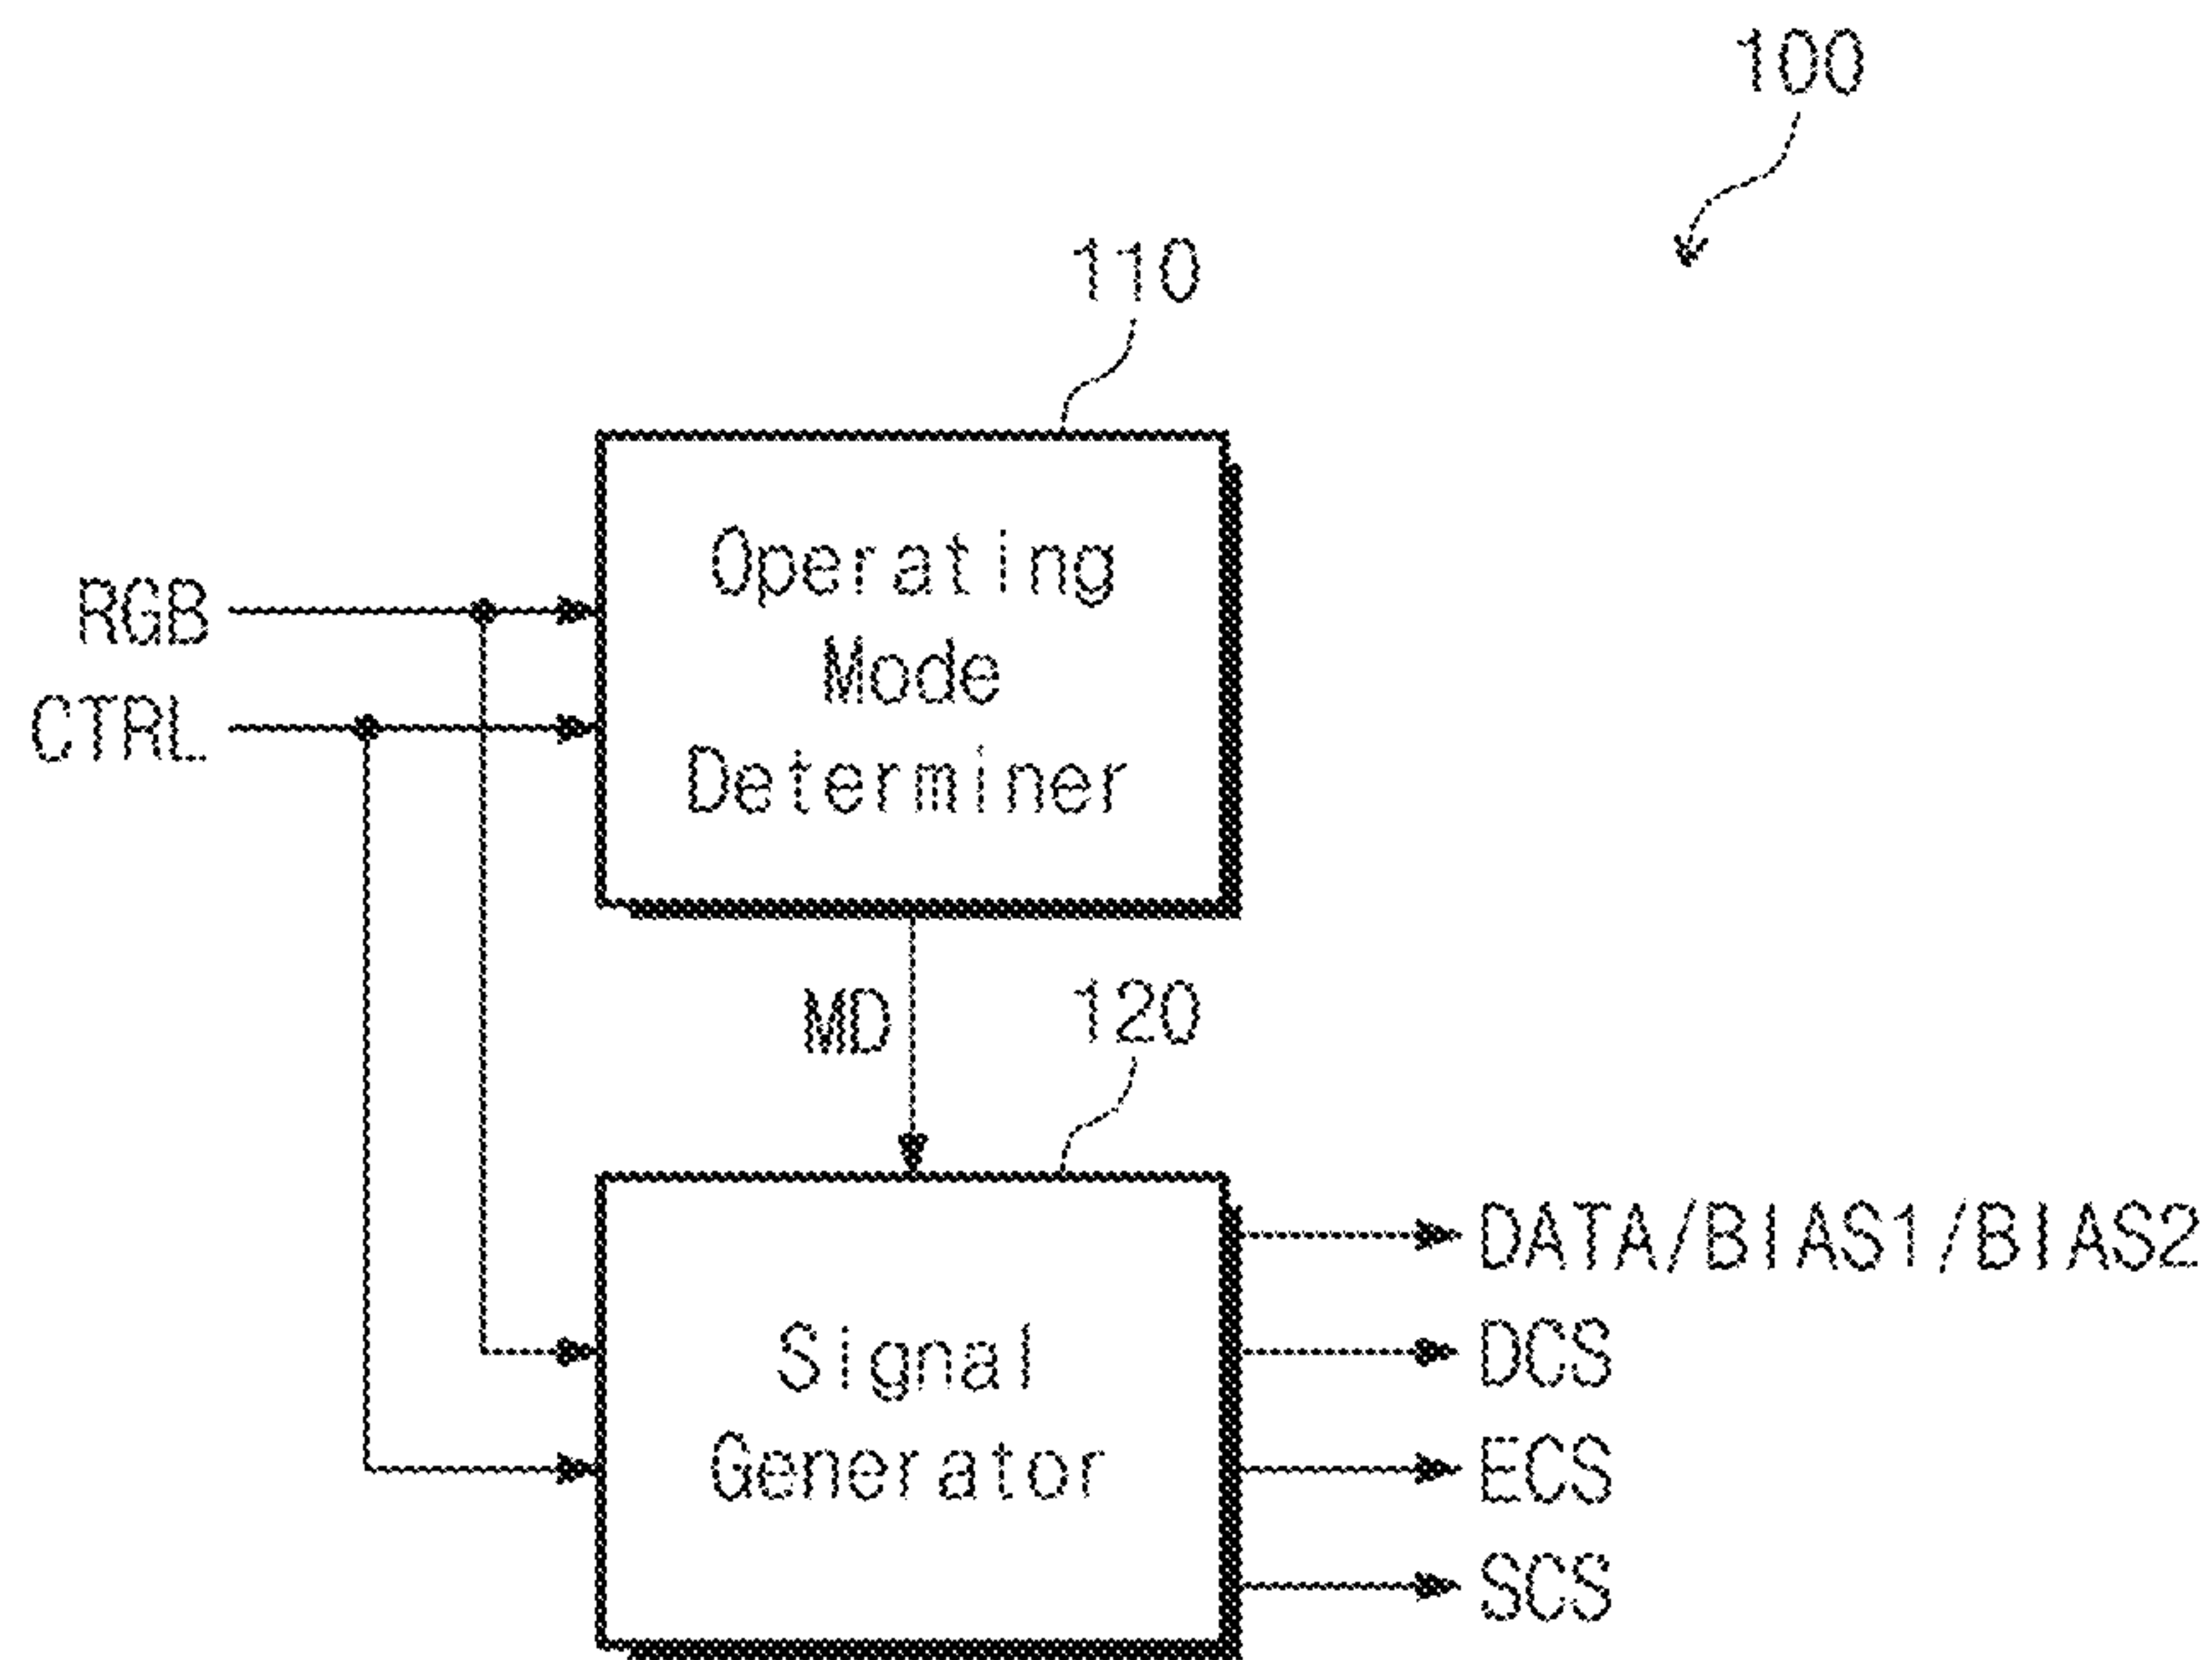 100
110
Operating
Mode
Determiner
RGB
CTRL
MD
120
Signal
Generator
DATA/BIAS1/BIAS2
DCS
ECS
SCS